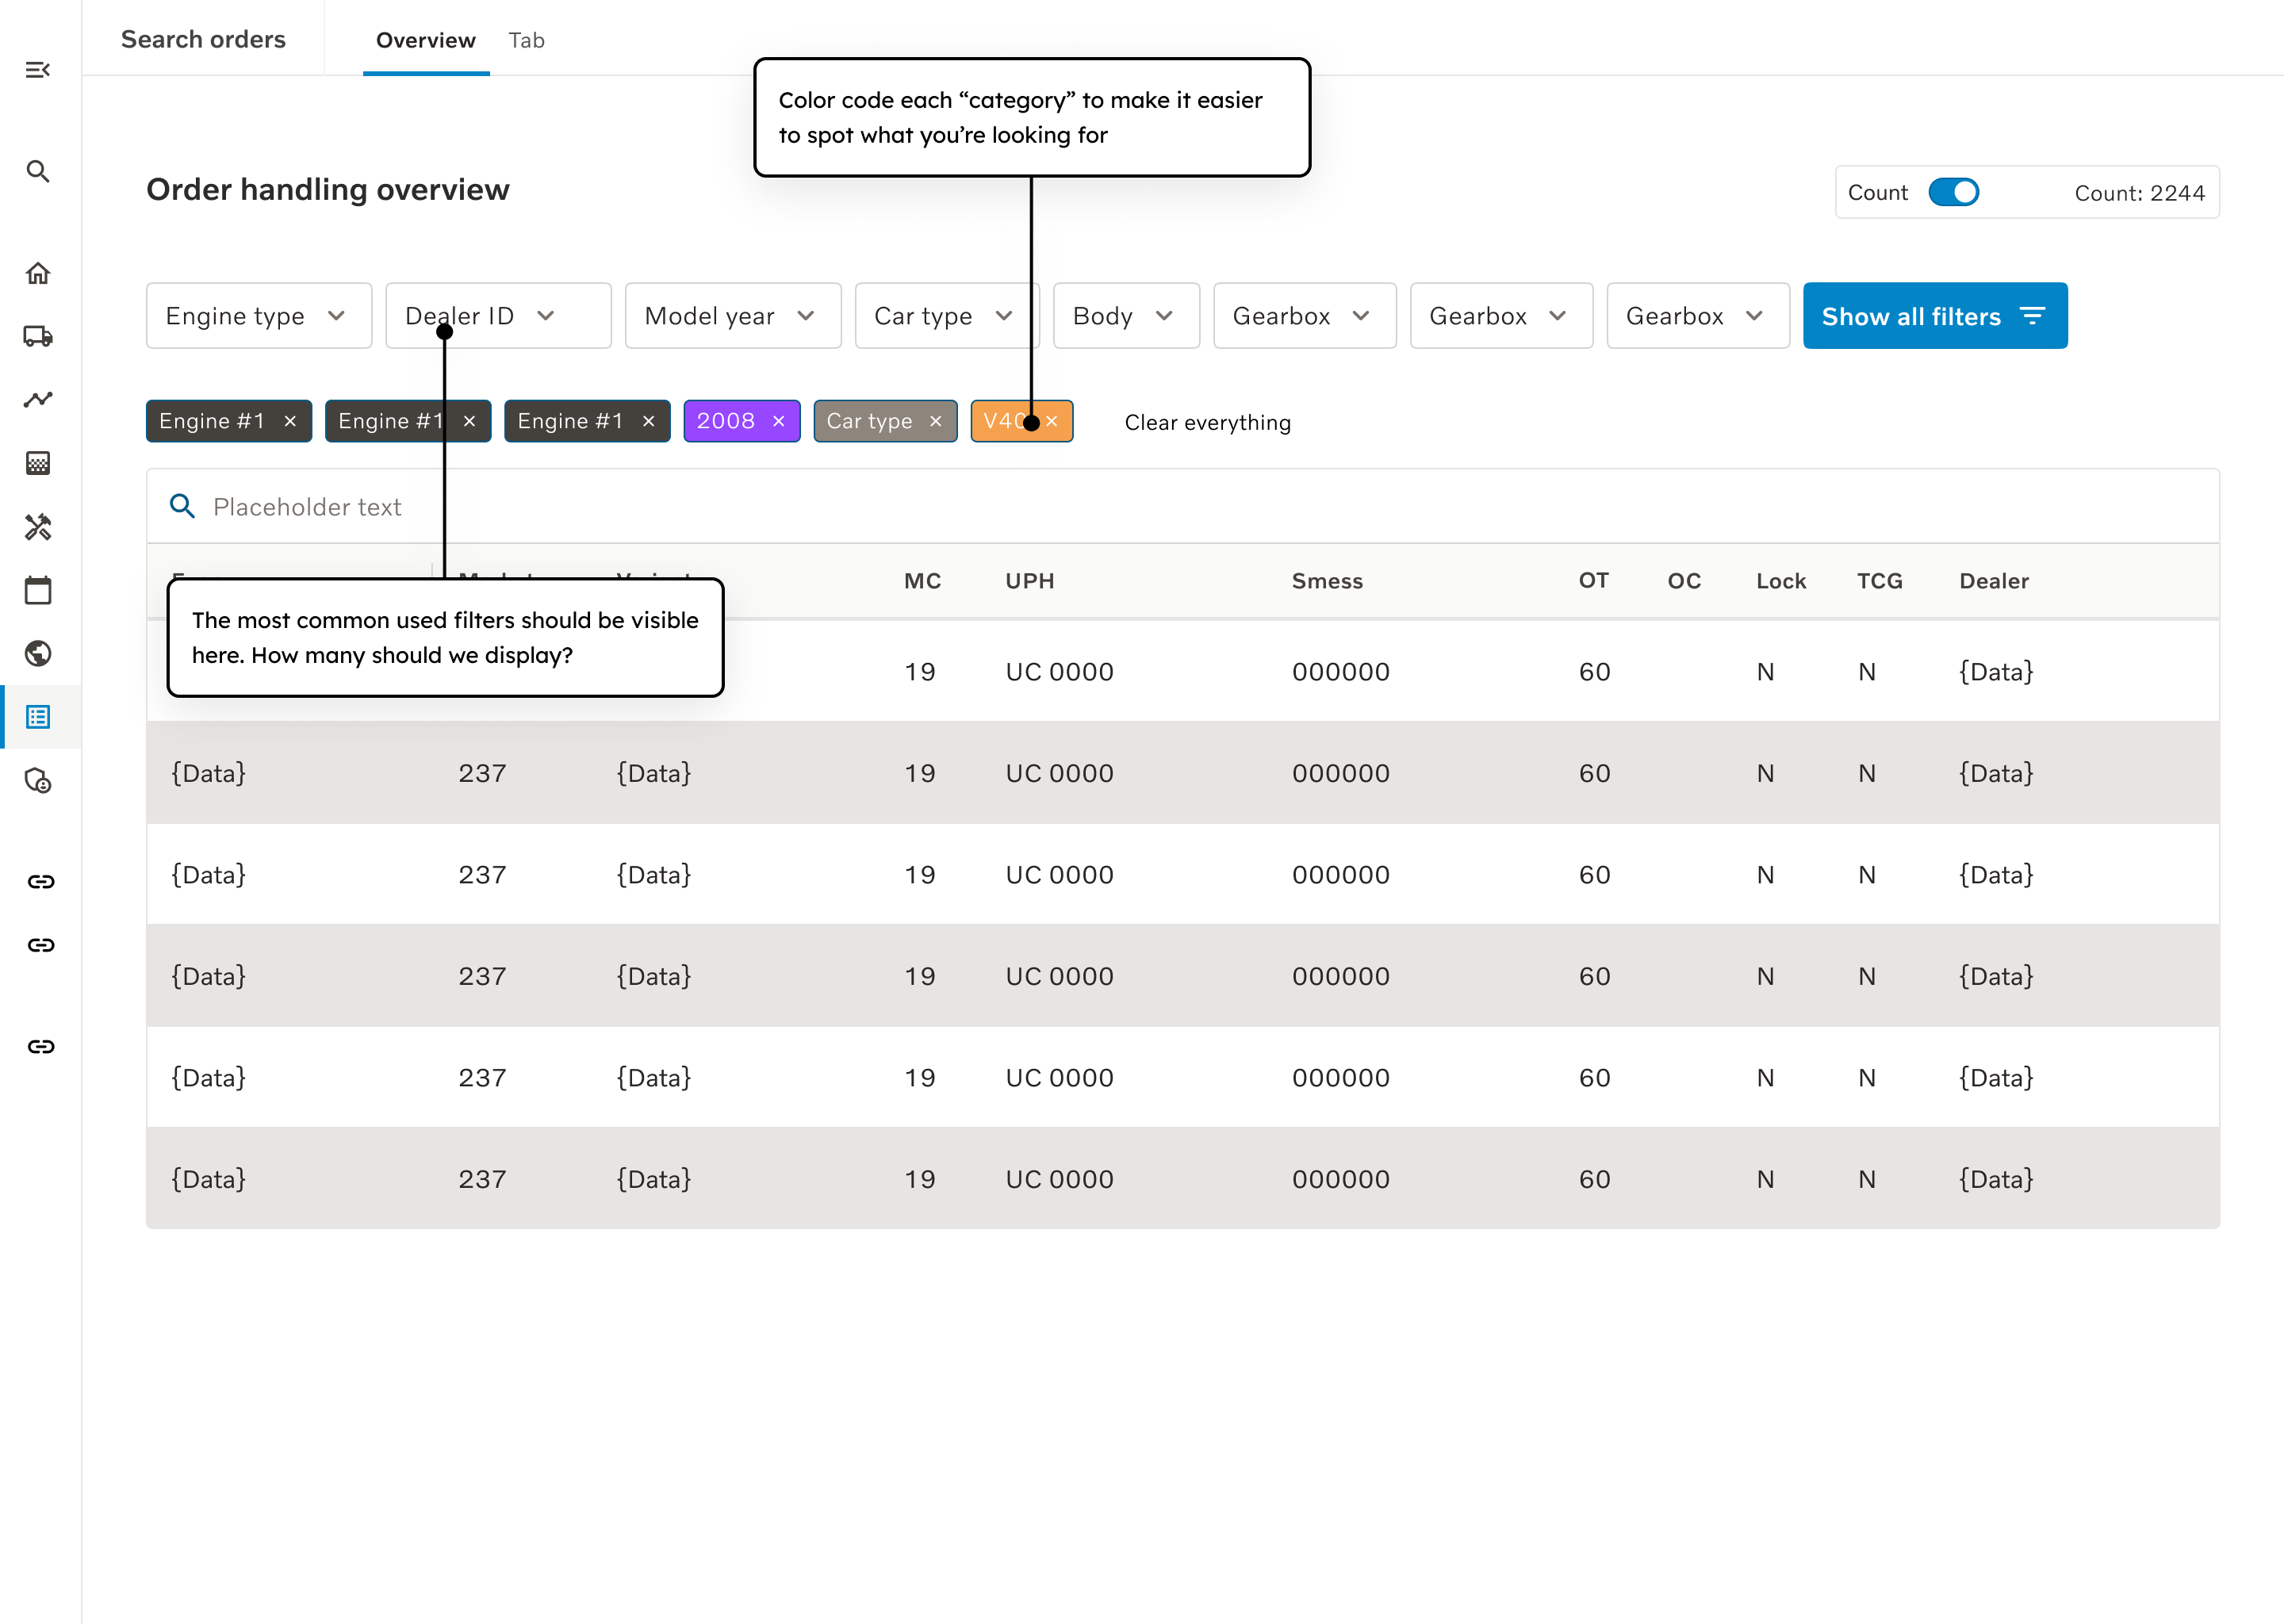 Search orders
Overview
Tab
Color code each “category” to make it easier
to spot what you’re looking for
Order handling overview
Count
Count: 2244
Engine type
Dealer ID
Model year
Car type
Body
Gearbox
Gearbox
Gearbox
Show all filters
Engine #1
Engine #1
Engine #1
2008
Car type
V40
Clear everything
Placeholder text
MC UPH Smess OT OC Lock TCG Dealer
The most common used filters should be visible
here. How many should we display?
19 UC 0000 000000 60 N N {Data}
{Data} 237 {Data} 19 UC 0000 000000 60 N N {Data}
{Data} 237 {Data} 19 UC 0000 000000 60 N N {Data}
{Data} 237 {Data} 19 UC 0000 000000 60 N N {Data}
{Data} 237 {Data} 19 UC 0000 000000 60 N N {Data}
{Data} 237 {Data} 19 UC 0000 000000 60 N N {Data}